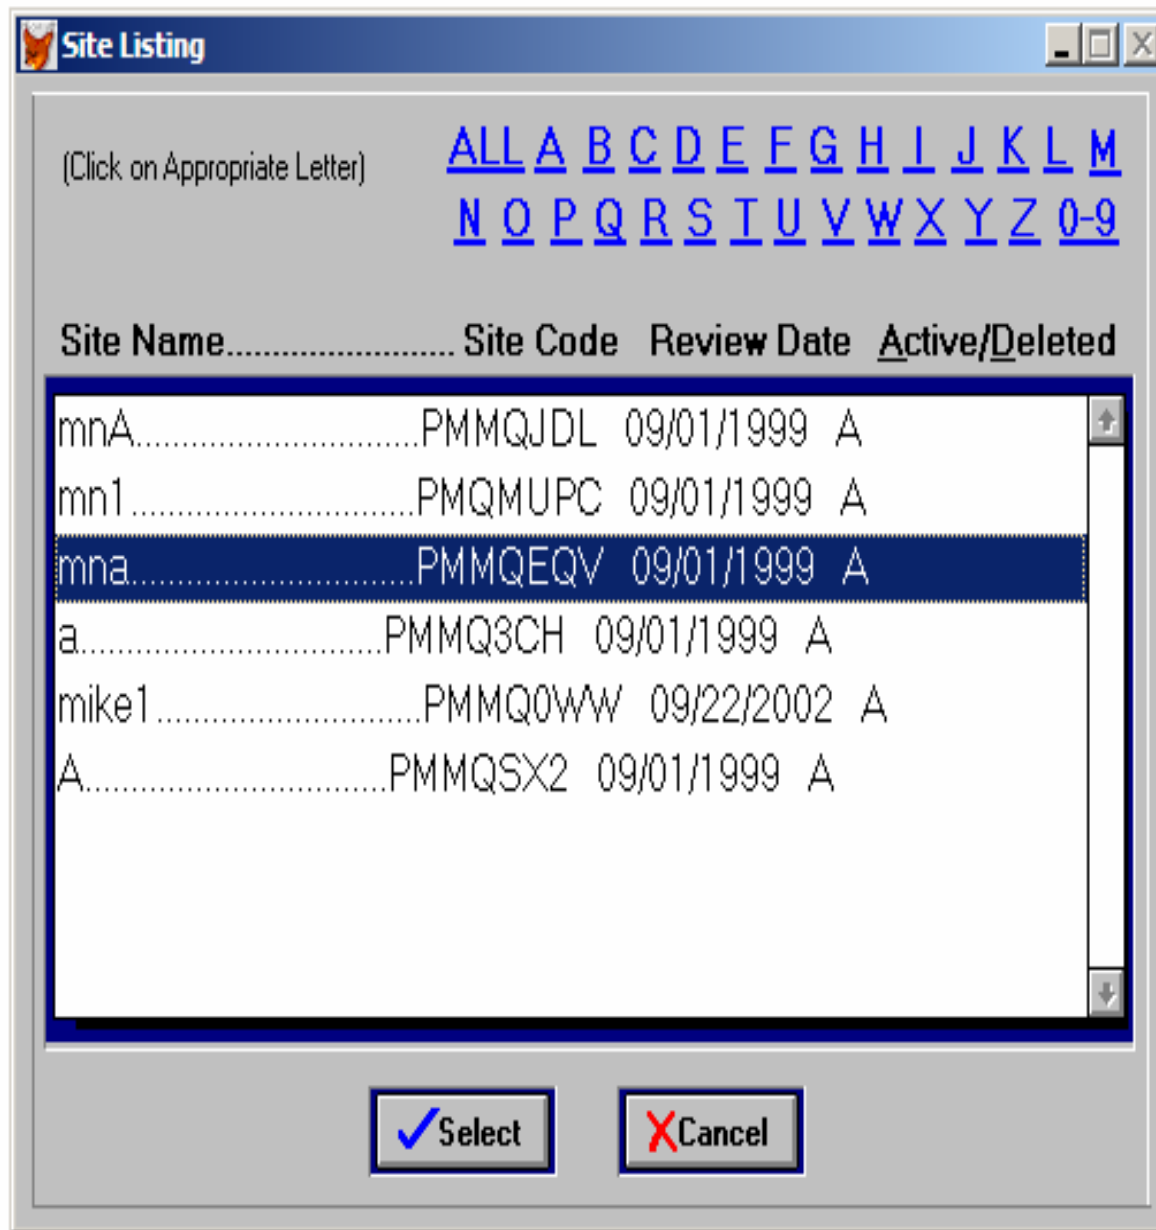 Site Listing
(Click on Appropriate Letter) ALL A B C D E F G H I J K L M
N O P Q R S T U V W X Y Z 0-9
Site Name......................... Site Code Review Date Active/Deleted
mnA..............................PMMQJDL 09/01/1999 A
mn1..............................PMQMUPC 09/01/1999 A
mna..............................PMMQEQV 09/01/1999 A
a................................PMMQ3CH 09/01/1999 A
mike1............................PMMQ0WW 09/22/2002 A
A................................PMMQSX2 09/01/1999 A
Select Cancel